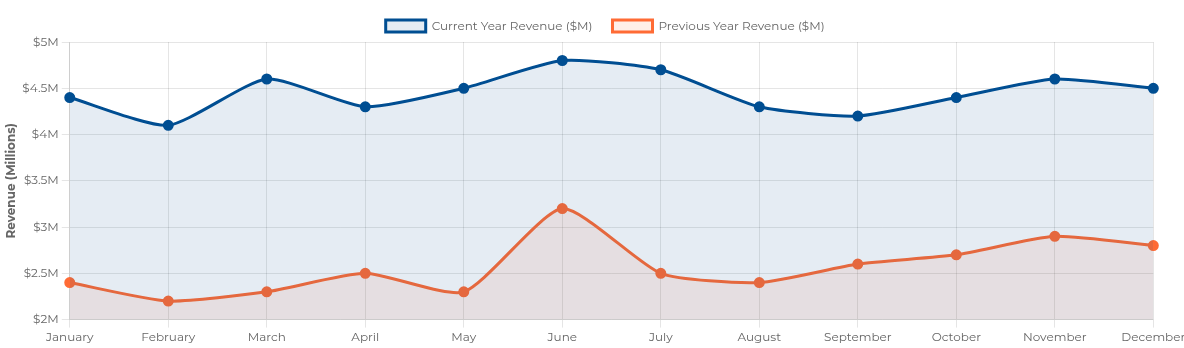 Current Year Revenue ($M) Previous Year Revenue ($M)
$5M
$4.5M
$4M
$3.5M
$3M
$2.5M
$2M
Revenue (Millions)
January February March April May June July August September October November December